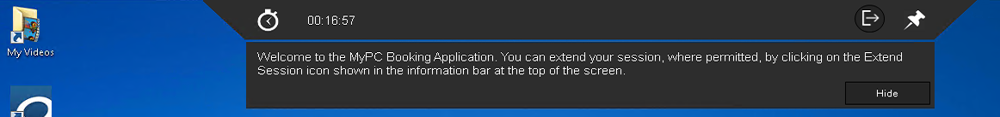 00:16:57
My Videos
Welcome to the MyPC Booking Application. You can extend your session, where permitted, by clicking on the Extend
Session icon shown in the information bar at the top of the screen.
Hide